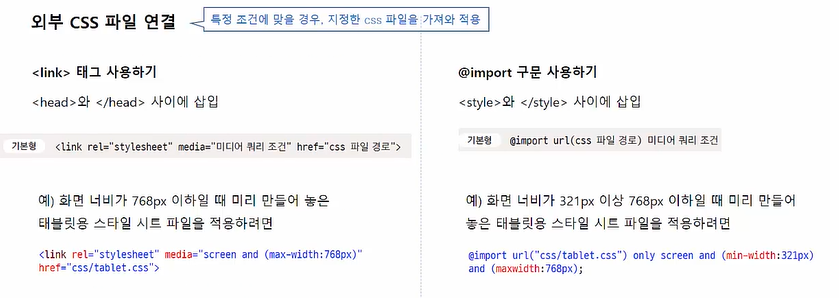 외부 CSS 파일 연결
특정 조건에 맞을 경우, 지정한 css 파일을 가져와 적용
<link> 태그 사용하기
<head>와 </head> 사이에 삽입
기본형 <link rel="stylesheet" media="미디어 쿼리 조건" href="css 파일 경로">
예) 화면 너비가 768px 이하일 때 미리 만들어 놓은
태블릿용 스타일 시트 파일을 적용하려면
<link rel="stylesheet" media="screen and (max-width:768px)"
href="css/tablet.css">
@import 구문 사용하기
<style>와 </style> 사이에 삽입
기본형 @import url(css 파일 경로) 미디어 쿼리 조건
예) 화면 너비가 321px 이상 768px 이하일 때 미리 만들어
놓은 태블릿용 스타일 시트 파일을 적용하려면
@import url("css/tablet.css") only screen and (min-width:321px)
and (maxwidth:768px);